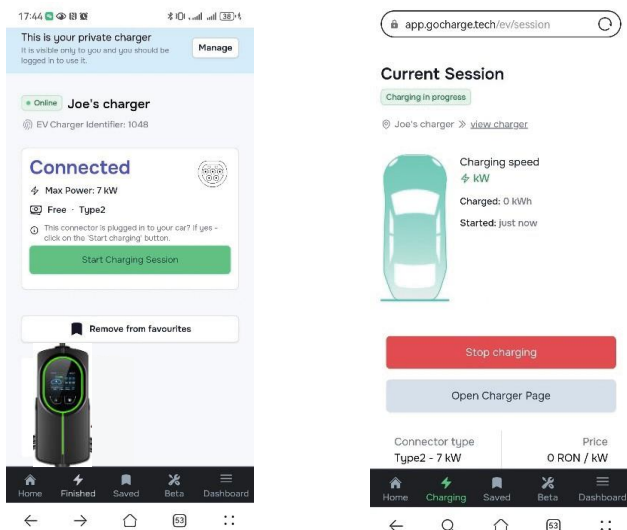 17:44
38
This is your private charger
It is visible only to you and you should be
logged in to use it.
Manage
Online
Joe's charger
EV Charger Identifier: 1048
Connected
Max Power: 7 kW
Free · Type2
This connector is plugged in to your car? If yes -
click on the 'Start charging' button.
Start Charging Session
Remove from favourites
Home
Finished
Saved
Beta
Dashboard
53
app.gocharge.tech/ev/session
Current Session
Charging in progress
Joe's charger
view charger
Charging speed
kW
Charged: 0 kWh
Started: just now
Stop charging
Open Charger Page
Connector type
Price
Type2 - 7 kW
0 RON / kW
Home
Charging
Saved
Beta
Dashboard
53